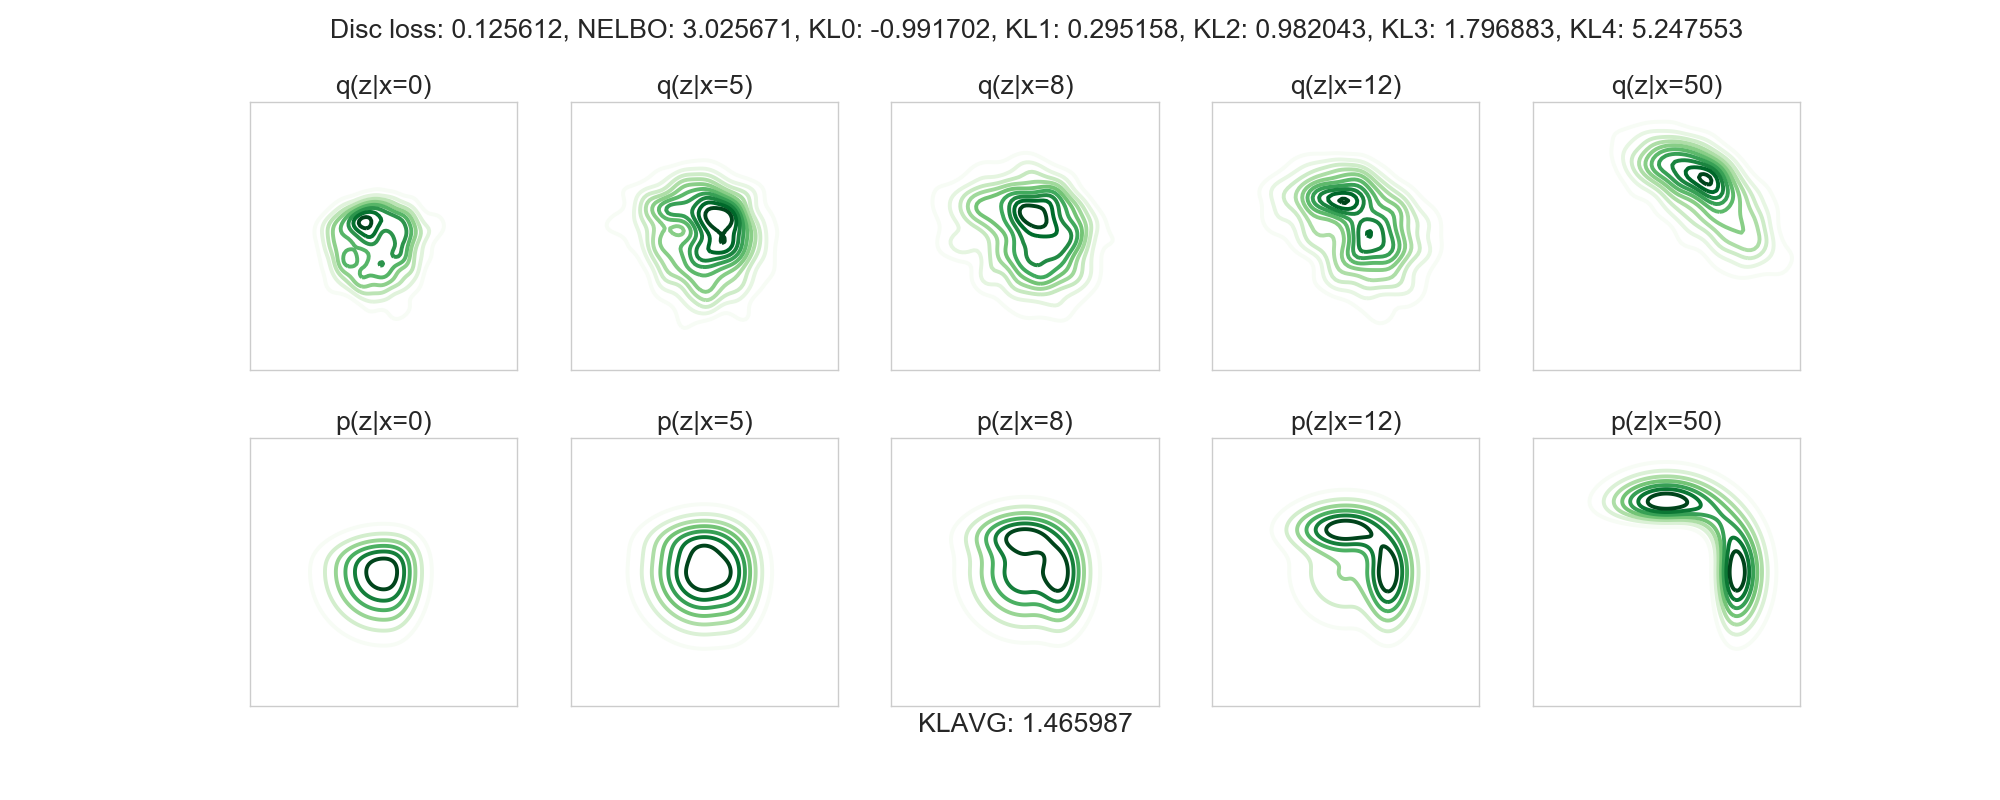 Disc loss: 0.125612, NELBO: 3.025671, KL0: -0.991702, KL1: 0.295158, KL2: 0.982043, KL3: 1.796883, KL4: 5.247553
q(z|x=0) q(z|x=5) q(z|x=8) q(z|x=12) q(z|x=50)
p(z|x=0) p(z|x=5) p(z|x=8) p(z|x=12) p(z|x=50)
KLAVG: 1.465987